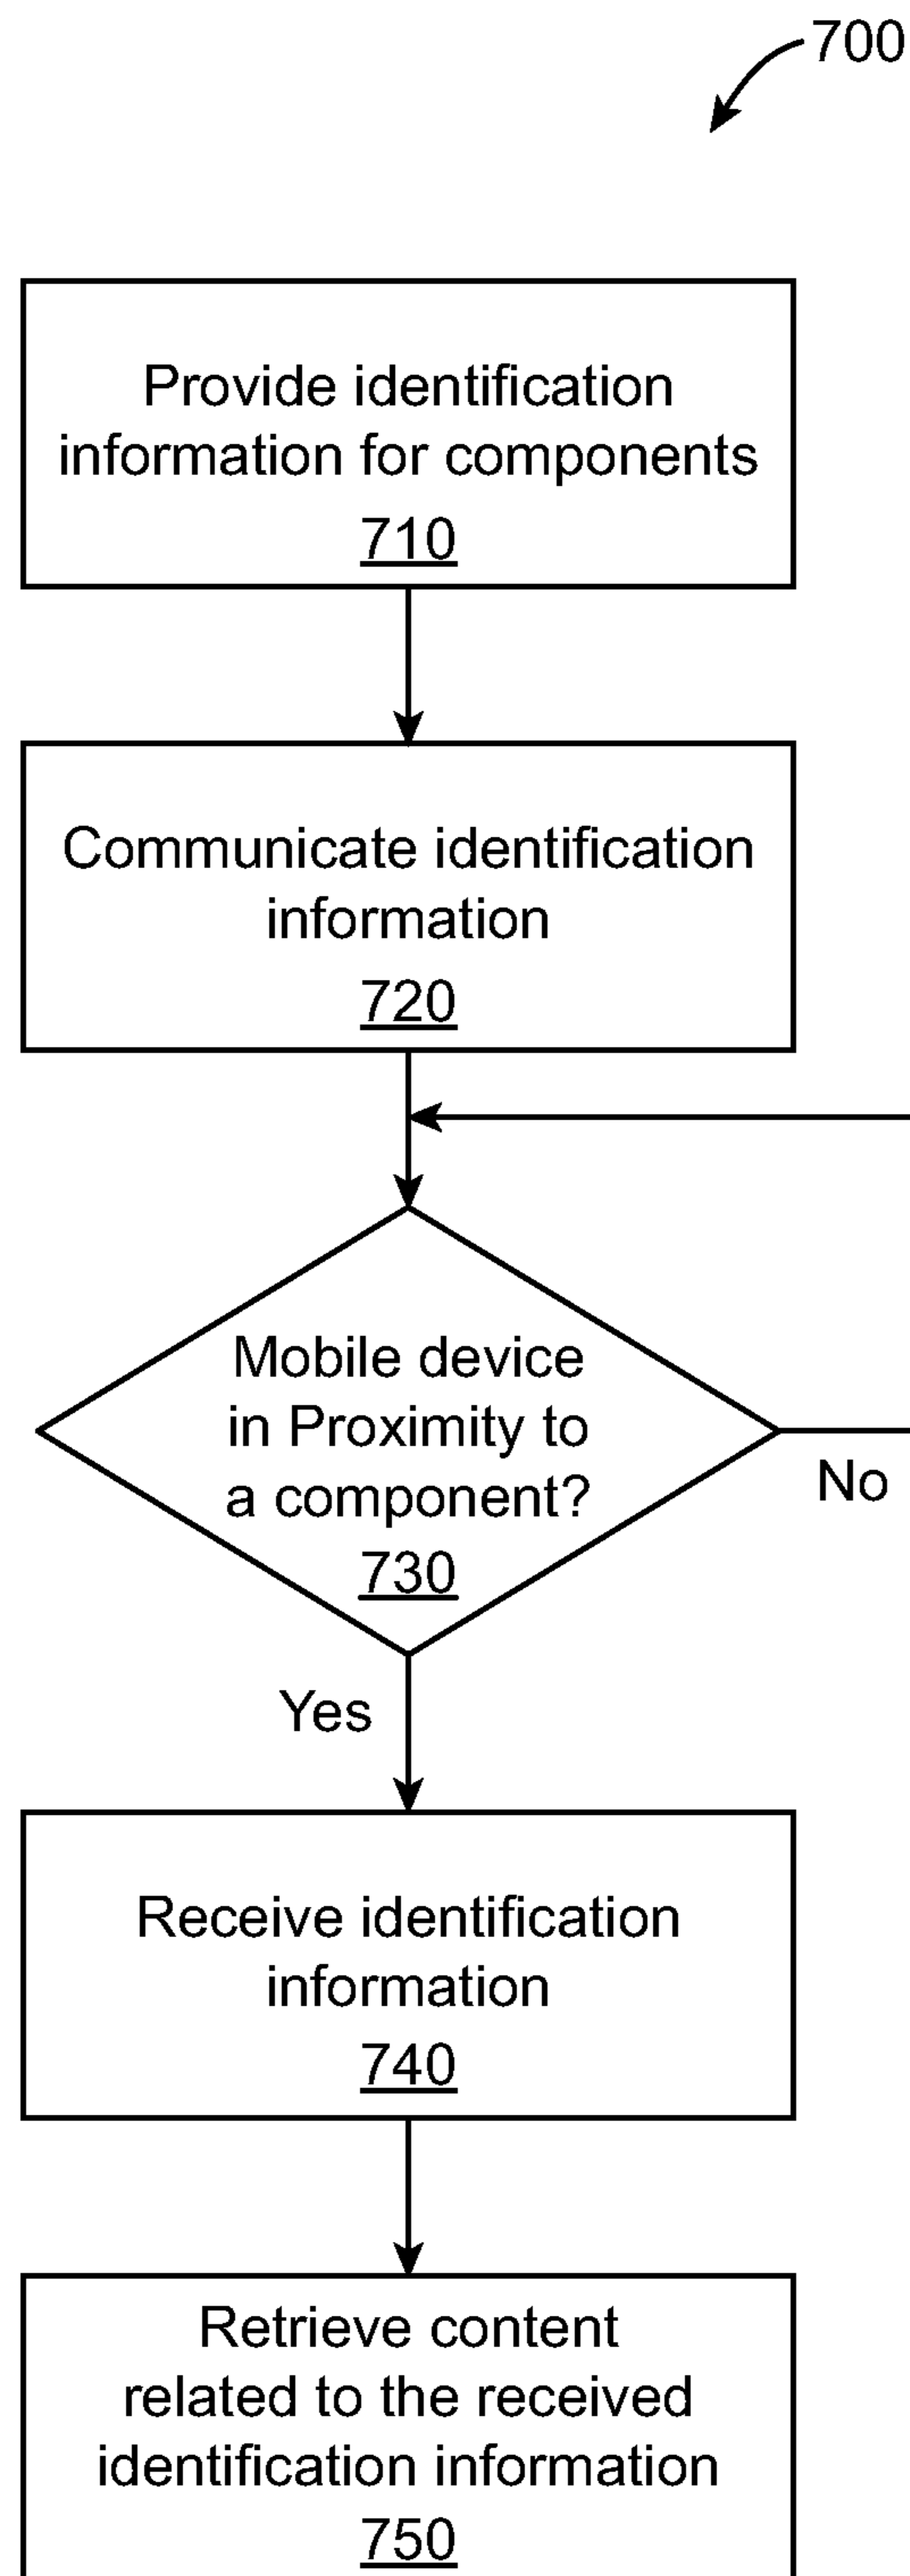 700
Provide identification
information for components
710
Communicate identification
information
720
Mobile device
in Proximity to
a component?
730
No
Yes
Receive identification
information
740
Retrieve content
related to the received
identification information
750